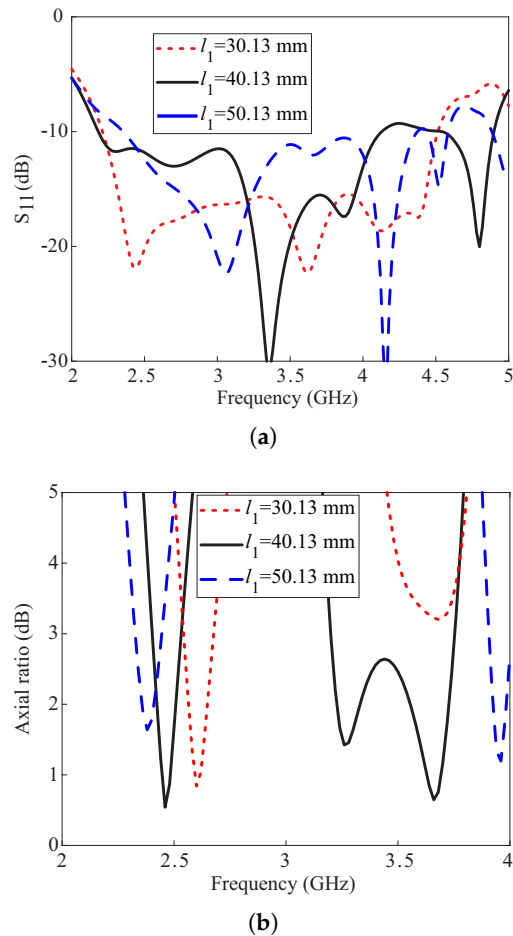 0
-10
-20
-30
S11 (dB)
l1=30.13 mm
l1=40.13 mm
l1=50.13 mm
2 2.5 3 3.5 4 4.5 5
Frequency (GHz)
(a)
5
4
3
2
1
0
Axial ratio (dB)
l1=30.13 mm
l1=40.13 mm
l1=50.13 mm
2 2.5 3 3.5 4
Frequency (GHz)
(b)